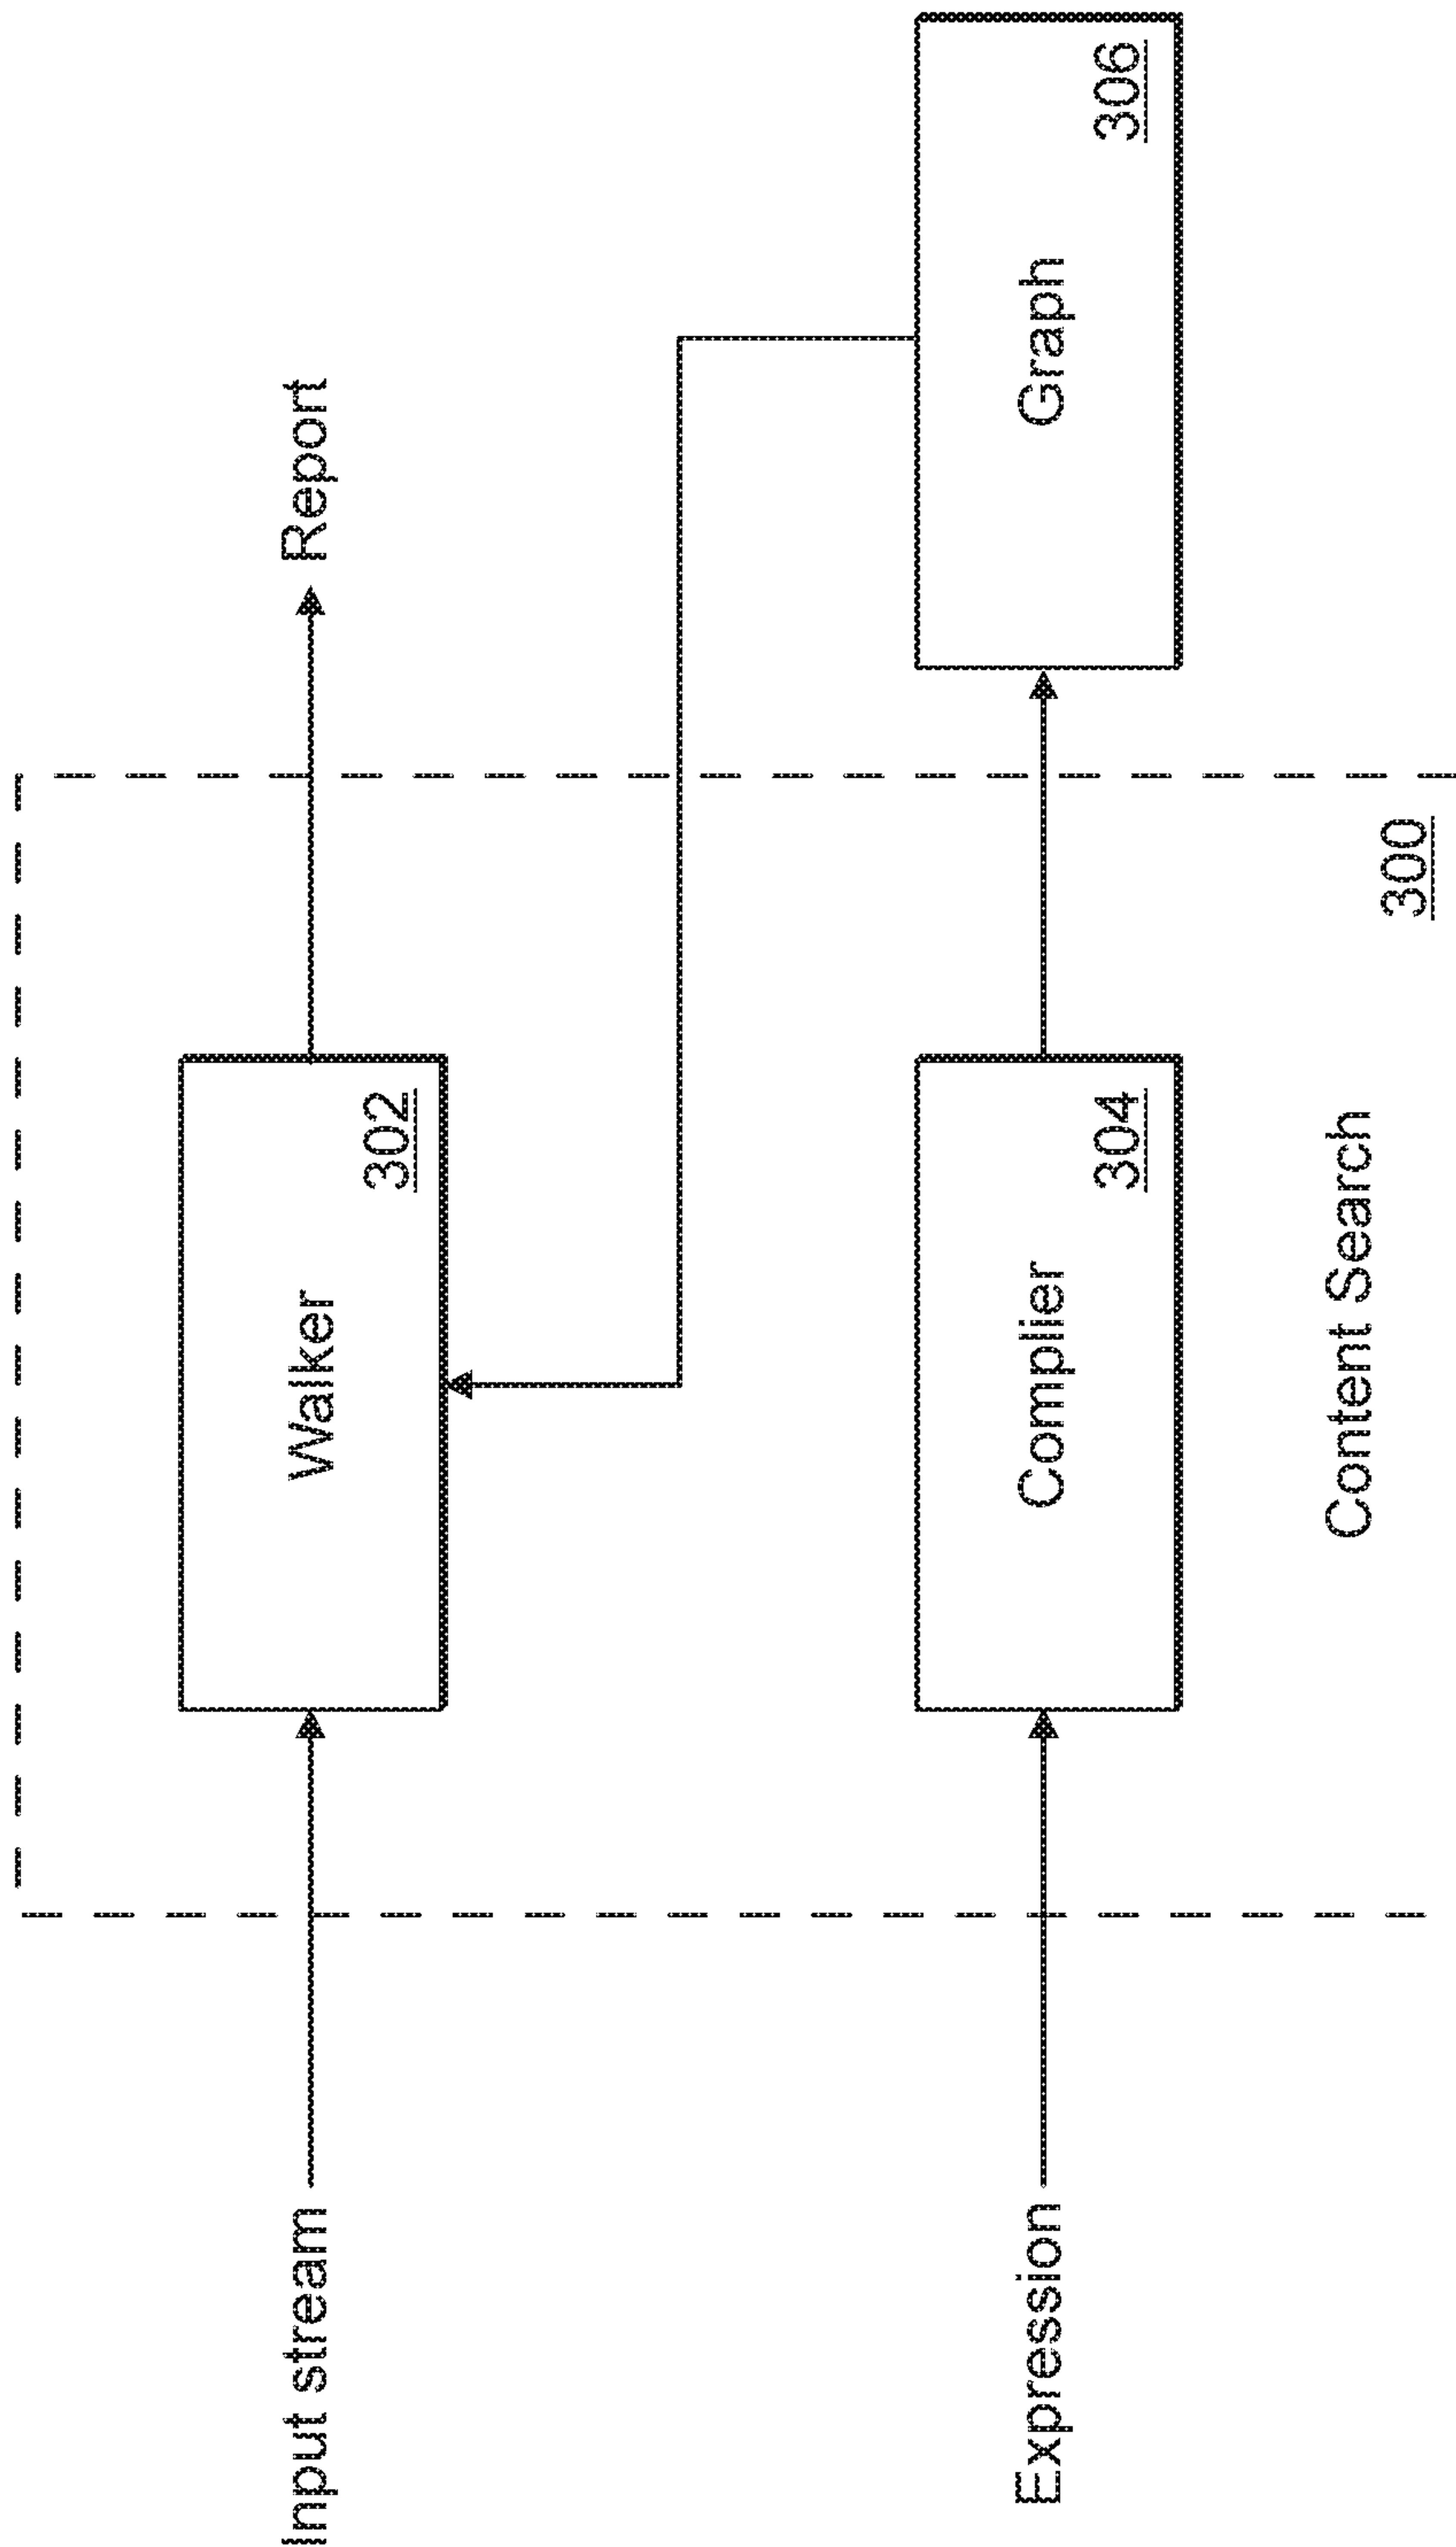 Input stream
Walker
302
Report
Expression
Complier
304
Graph
306
Content Search
300